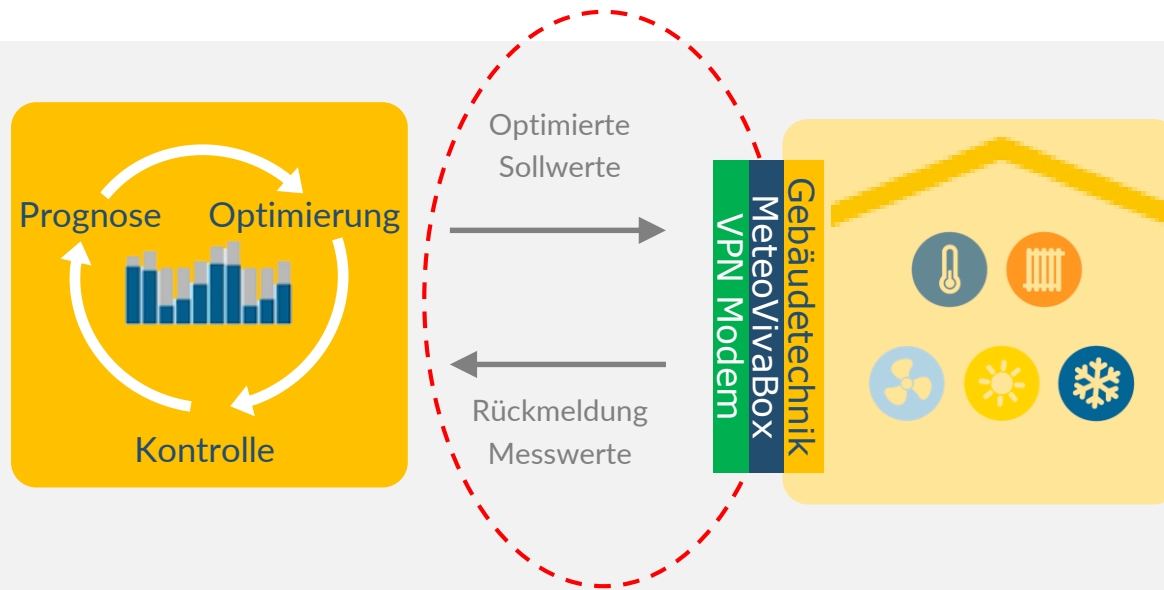 Prognose
Optimierung
Kontrolle
Optimierte
Sollwerte
Rückmeldung
Messwerte
VPN Modem
MeteoVivaBox
Gebäudetechnik